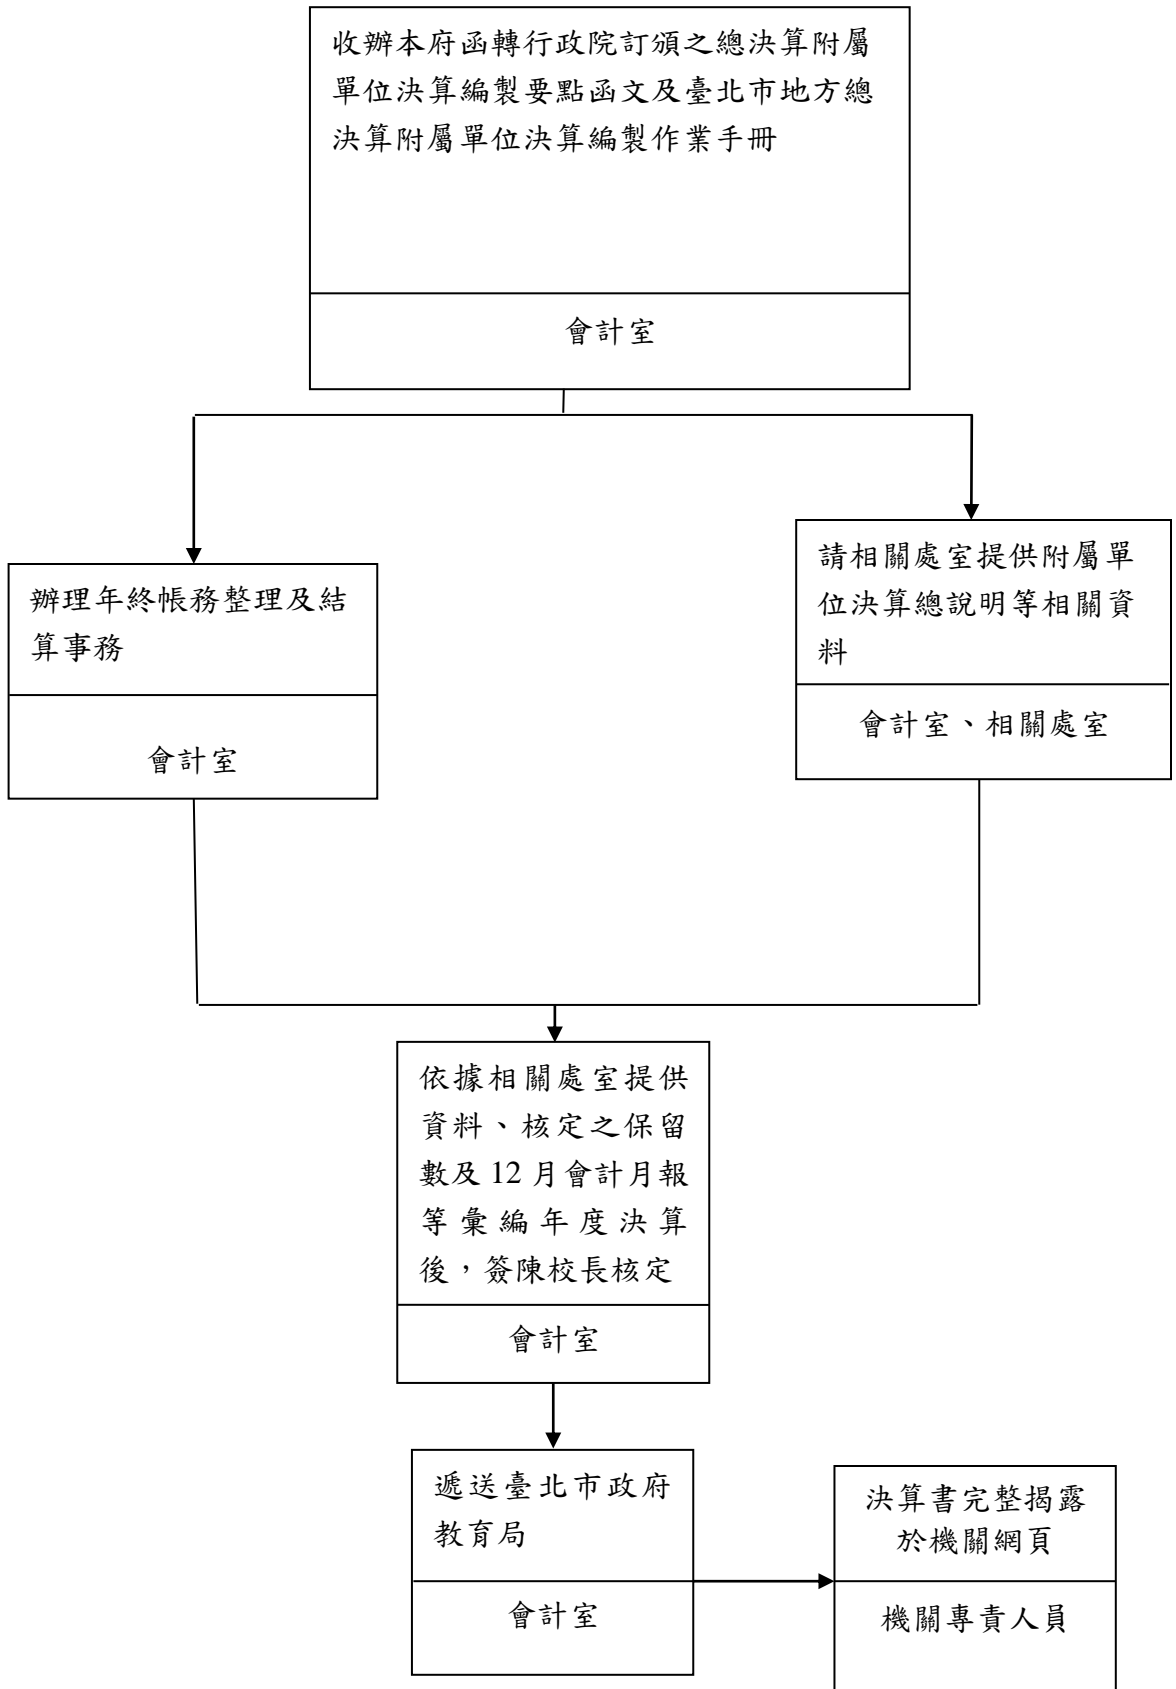 收辦本府函轉行政院訂頒之總決算附屬
單位決算編製要點函文及臺北市地方總
決算附屬單位決算編製作業手冊
會計室
辦理年終帳務整理及結
算事務
會計室
請相關處室提供附屬單
位決算總說明等相關資
料
會計室、相關處室
依據相關處室提供
資料、核定之保留
數及 12 月會計月報
等彙編年度決算
後，簽陳校長核定
會計室
遞送臺北市政府
教育局
會計室
決算書完整揭露
於機關網頁
機關專責人員